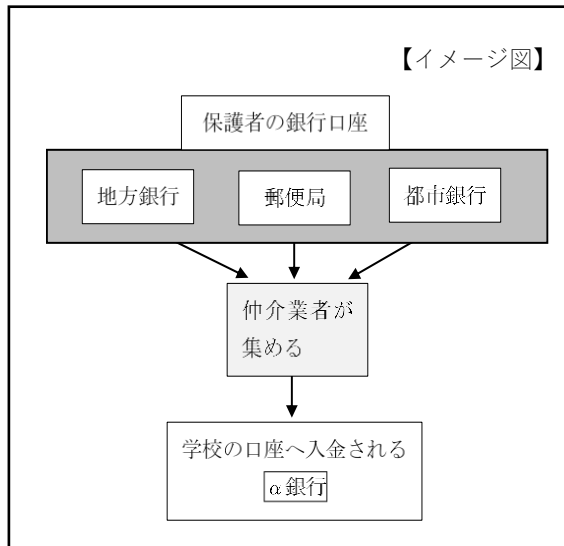 【イメージ図】
保護者の銀行口座
地方銀行
郵便局
都市銀行
仲介業者が
集める
学校の口座へ入金される
α銀行